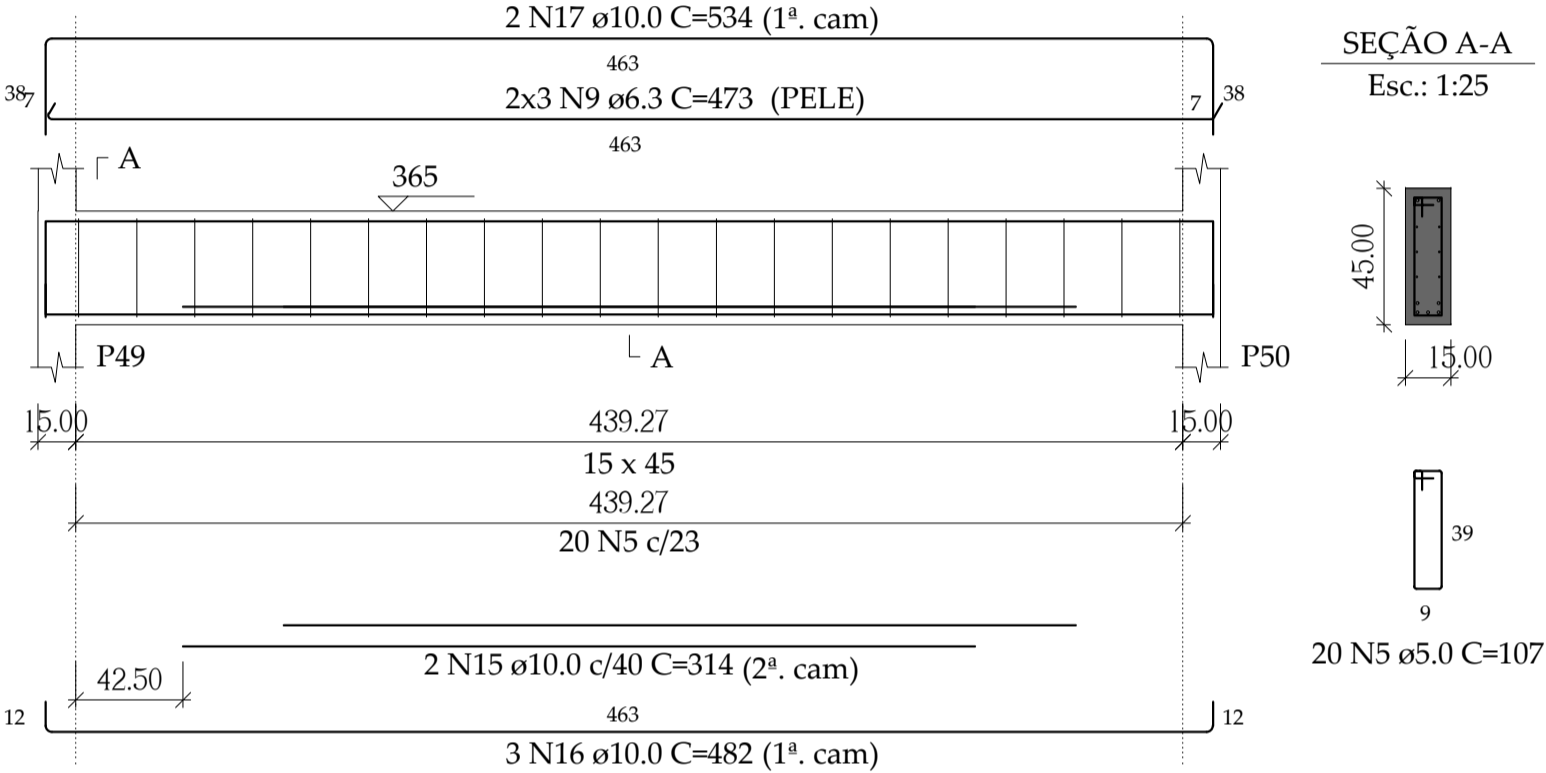 2 N17 ø10.0 C=534 (1ª. cam)
463
38
7
2x3 N9 ø6.3 C=473 (PELE)
7
38
463
A
365
P49
A
P50
15.00
439.27
15.00
15 x 45
439.27
20 N5 c/23
2 N15 ø10.0 c/40 C=314 (2ª. cam)
42.50
12
463
12
3 N16 ø10.0 C=482 (1ª. cam)
SEÇÃO A-A
Esc.: 1:25
45.00
15.00
39
9
20 N5 ø5.0 C=107